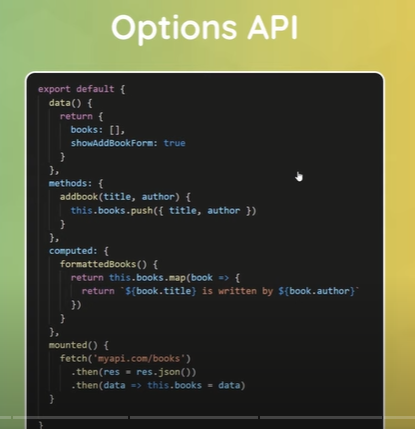 Options API
export default {
  data() {
    return {
      books: [],
      showAddBookForm: true
    }
  },
  methods: {
    addbook(title, author) {
      this.books.push({ title, author })
    }
  },
  computed: {
    formattedBooks() {
      return this.books.map(book => {
        return `${book.title} is written by ${book.author}`
      })
    }
  },
  mounted() {
    fetch('myapi.com/books')
      .then(res = res.json())
      .then(data => this.books = data)
  }
}